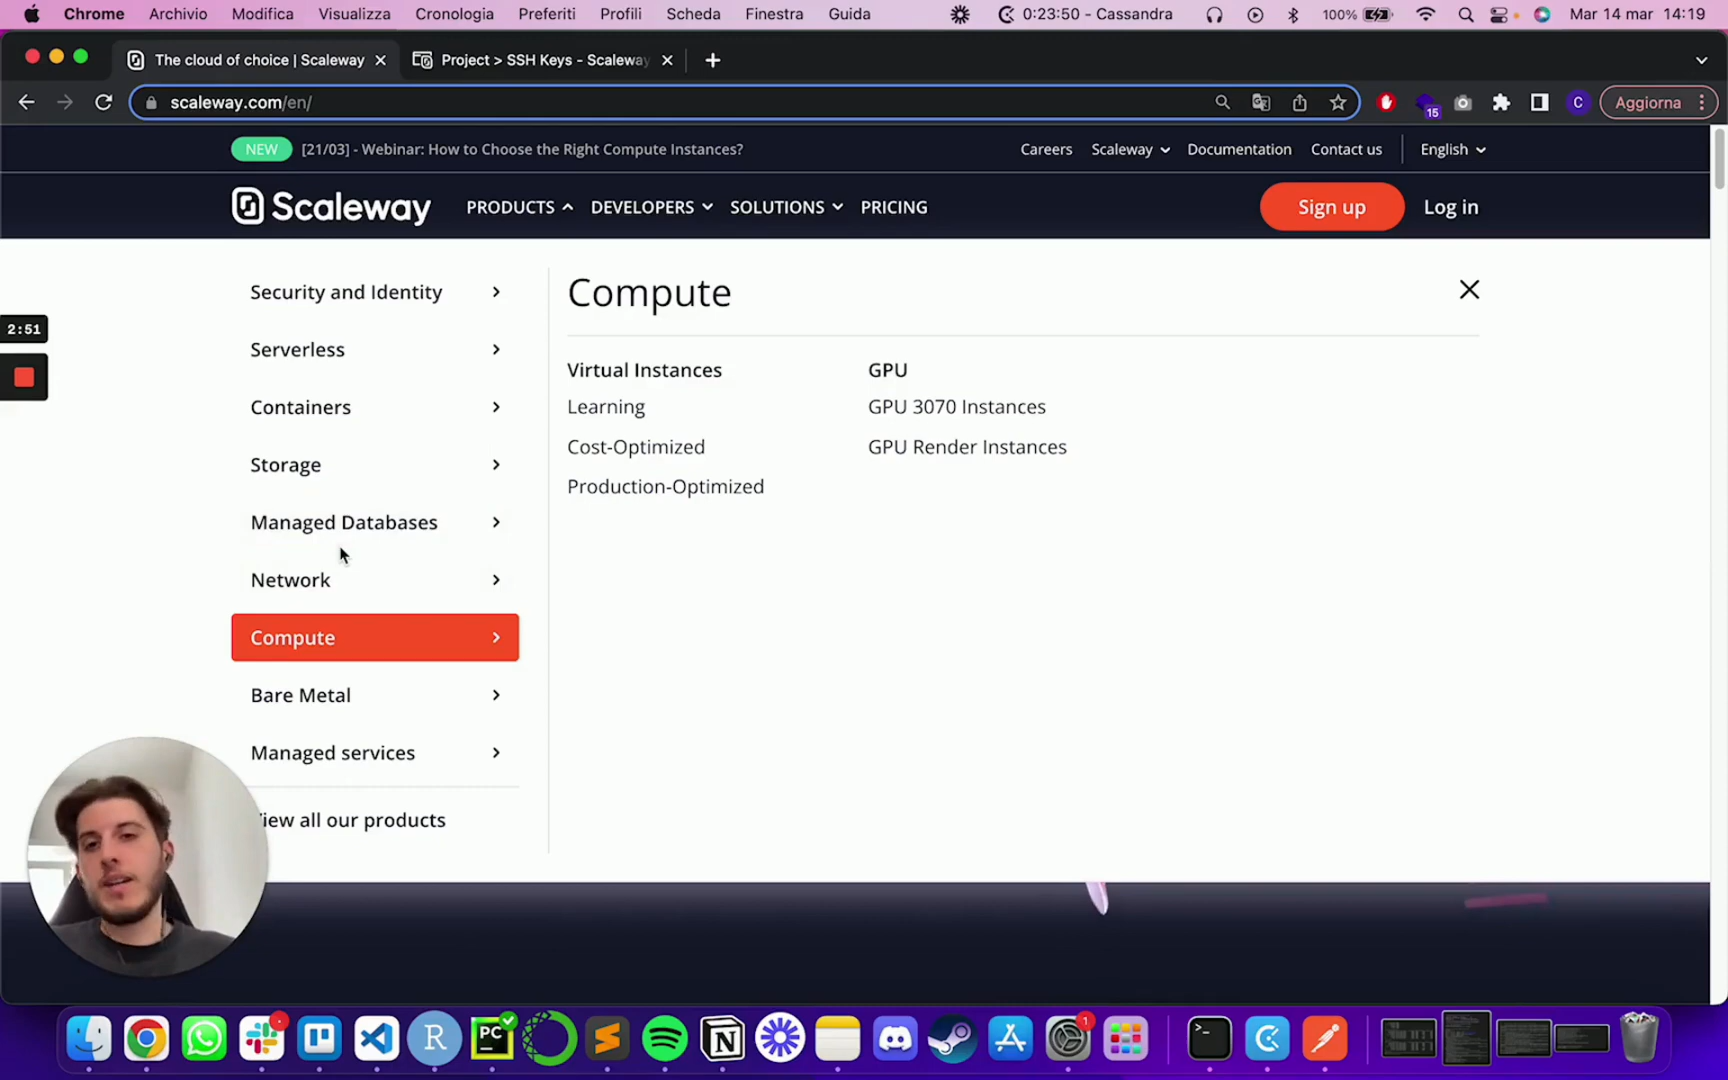 Chrome Archivio Modifica Visualizza Cronologia Preferiti Profili Scheda Finestra Guida 0:23:50 - Cassandra 100% Mar 14 mar 14:19
The cloud of choice | Scaleway
Project > SSH Keys - Scaleway
scaleway.com/en/
15
C
Aggiorna
NEW [21/03] - Webinar: How to Choose the Right Compute Instances? Careers Scaleway Documentation Contact us English
Scaleway PRODUCTS DEVELOPERS SOLUTIONS PRICING Sign up Log in
Security and Identity
Serverless
Containers
Storage
Managed Databases
Network
Compute
Bare Metal
Managed services
iew all our products
Compute
Virtual Instances
Learning
Cost-Optimized
Production-Optimized
GPU
GPU 3070 Instances
GPU Render Instances
2:51
R
PC
N
1